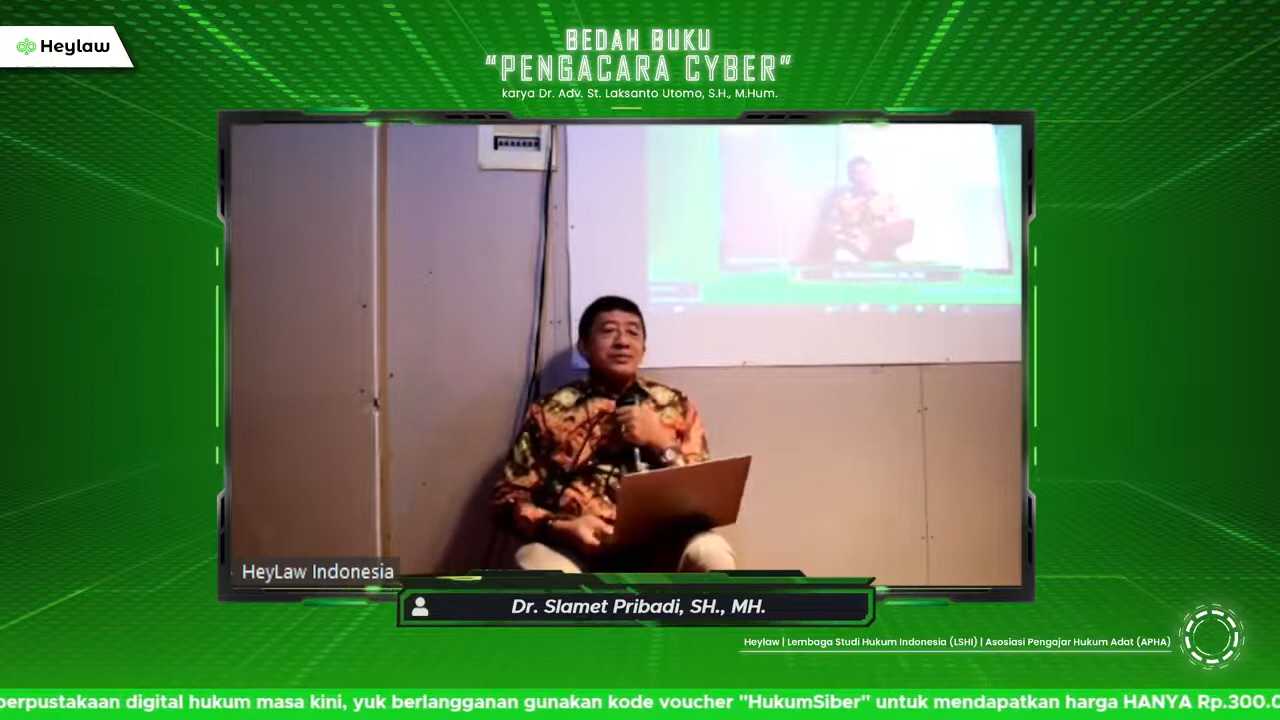 Heylaw
BEDAH BUKU
"PENGACARA CYBER"
karya Dr. Adv. St. Laksanto Utomo, S.H., M.Hum.
HeyLaw Indonesia
Dr. Slamet Pribadi, SH., MH.
Heylaw | Lembaga Studi Hukum Indonesia (LSHI) | Asosiasi Pengajar Hukum Adat (APHA)
perpustakaan digital hukum masa kini, yuk berlangganan gunakan kode voucher "HukumSiber" untuk mendapatkan harga HANYA Rp.300.0